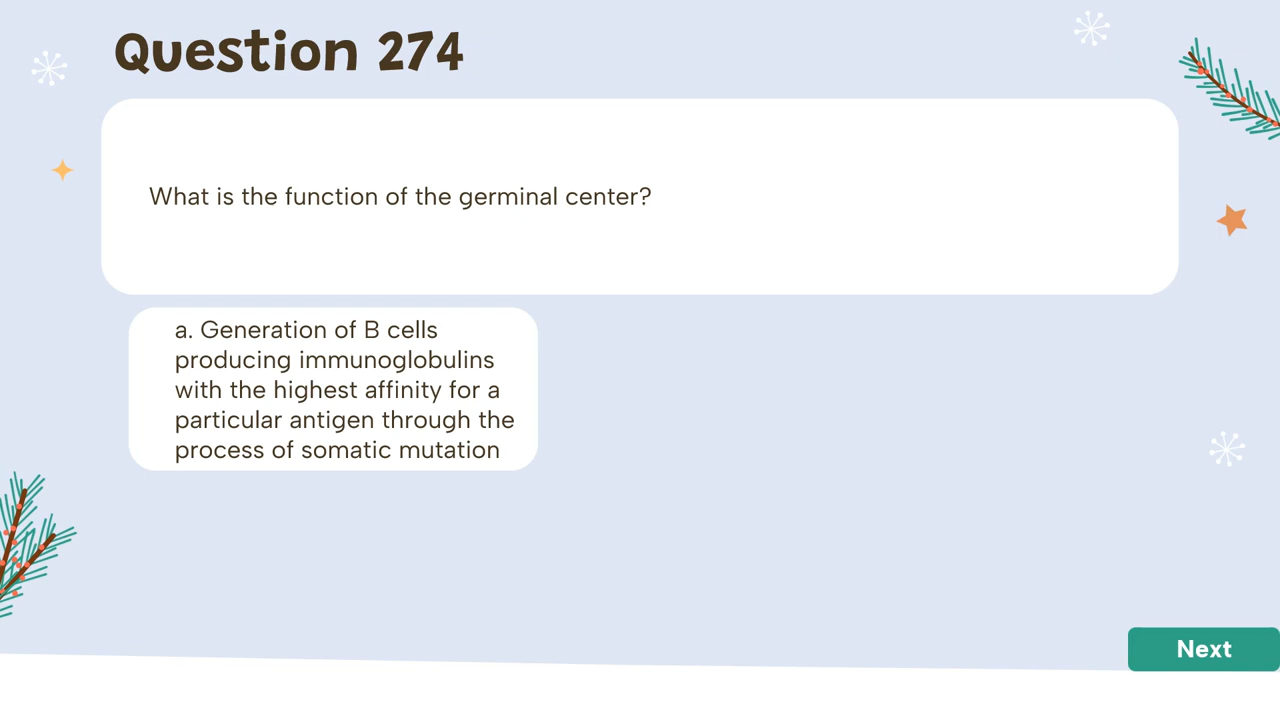 Question 274
What is the function of the germinal center?
a. Generation of B cells
producing immunoglobulins
with the highest affinity for a
particular antigen through the
process of somatic mutation
Next